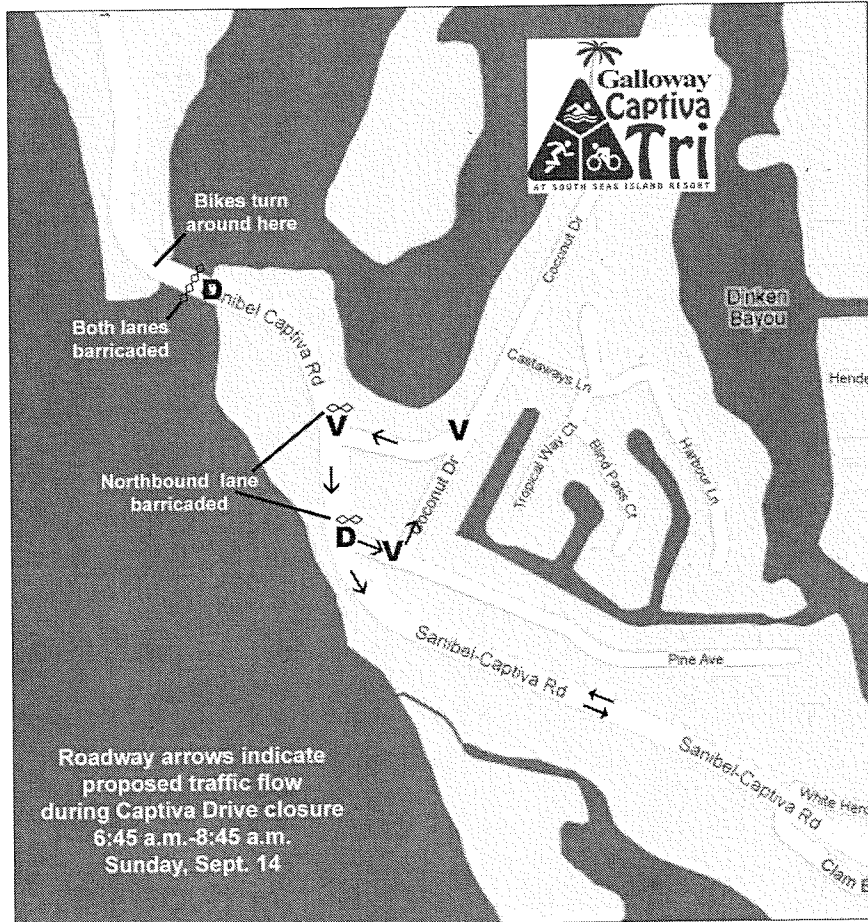 Galloway
Captiva
Tri
AT SOUTH SEAS ISLAND RESORT
Bikes turn
around here
Both lanes
barricaded
D
Sanibel Captiva Rd
Coconut Dr
Dinken
Bayou
Castaways Ln
Hende
V
V
Tropical Way Ct
Blind Pass Ct
Harbour Ln
Northbound lane
barricaded
Coconut Dr
D
V
Sanibel-Captiva Rd
Pine Ave
Sanibel-Captiva Rd
White Hero
Clam B
Roadway arrows indicate
proposed traffic flow
during Captiva Drive closure
6:45 a.m.-8:45 a.m.
Sunday, Sept. 14